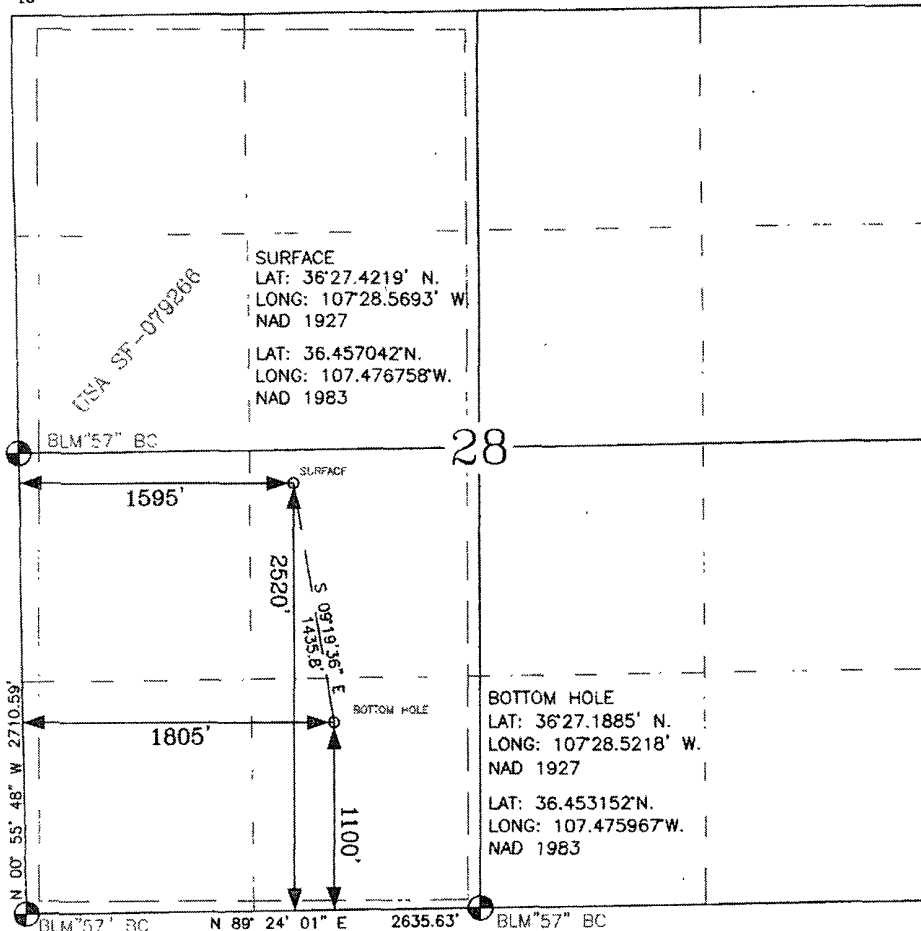 SURFACE
LAT: 36°27.4219' N.
LONG: 107°28.5693' W
NAD 1927
LAT: 36.457042°N.
LONG: 107.476758°W.
NAD 1983
USA SF-079266
BLM"57" BC
28
SURFACE
1595'
2520'
S 09°19'36" E
1435.8'
BOTTOM HOLE
1805'
1100'
N 00° 55' 48" W 2710.59'
BOTTOM HOLE
LAT: 36°27.1885' N.
LONG: 107°28.5218' W.
NAD 1927
LAT: 36.453152°N.
LONG: 107.475967°W.
NAD 1983
BLM"57' BC
N 89° 24' 01" E 2635.63'
BLM"57" BC